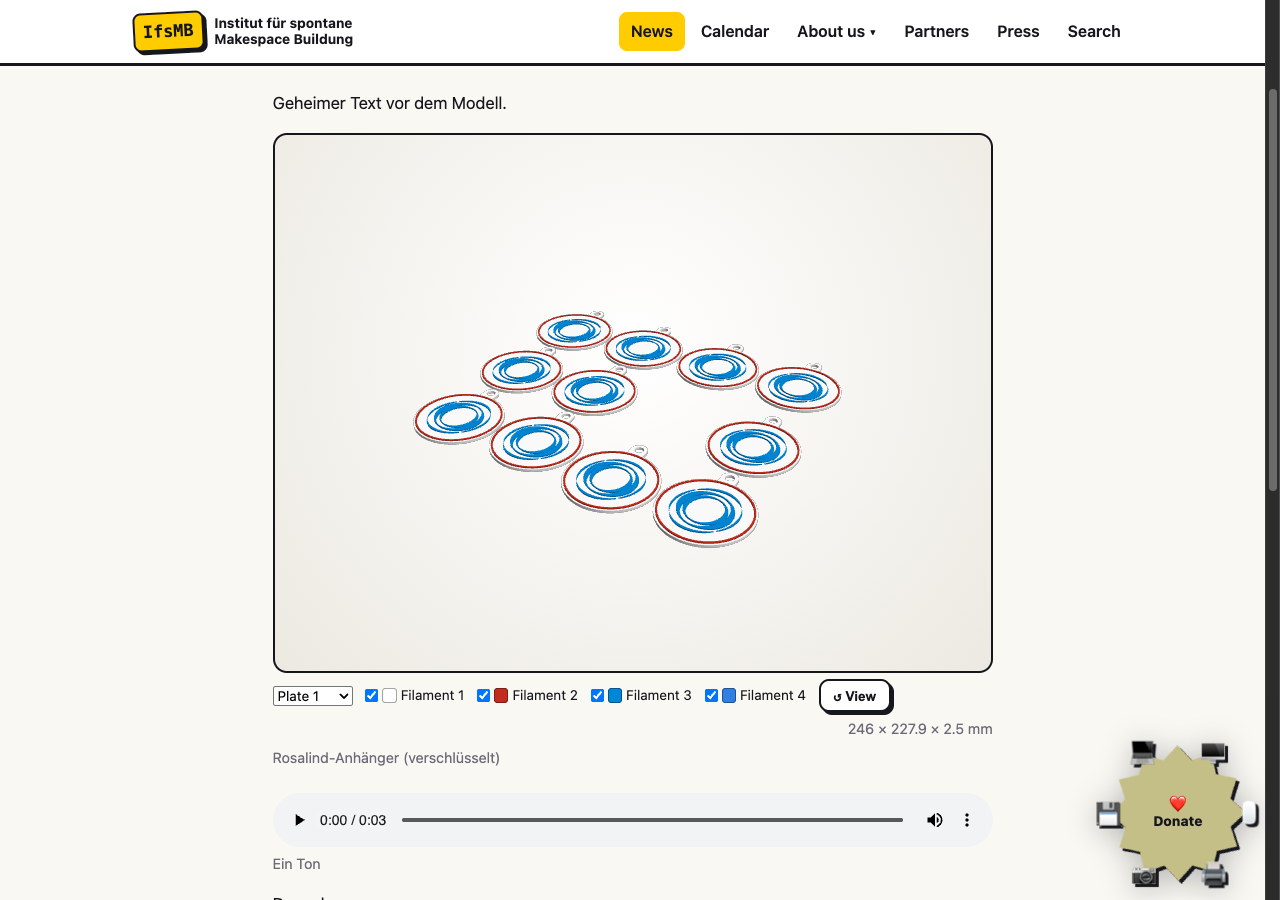 IfsMB
Institut für spontane
Makespace Buildung
News
Calendar
About us ▾
Partners
Press
Search
Geheimer Text vor dem Modell.
Plate 1
Filament 1
Filament 2
Filament 3
Filament 4
↺ View
246 × 227.9 × 2.5 mm
Rosalind-Anhänger (verschlüsselt)
0:00 / 0:03
Ein Ton
Donate